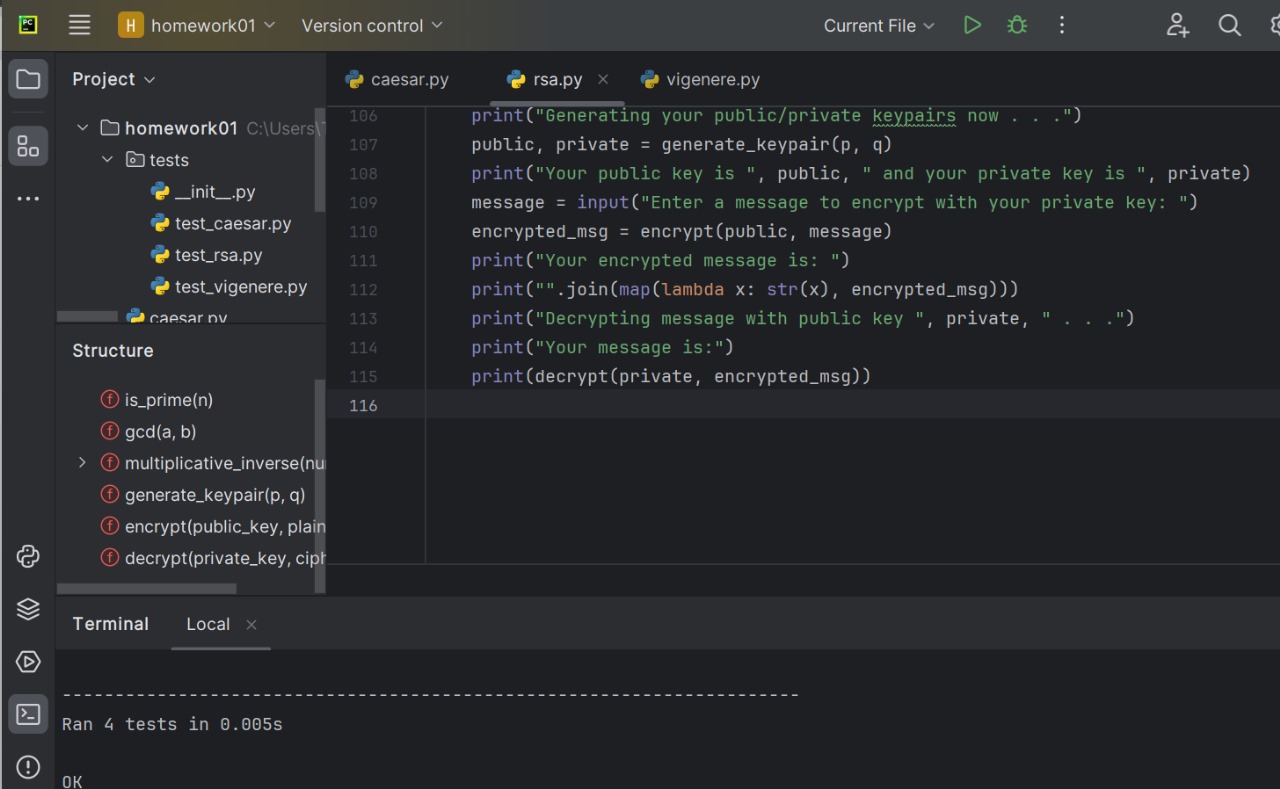 PC
H homework01 Version control Current File
Project
homework01 C:\Users\
tests
__init__.py
test_caesar.py
test_rsa.py
test_vigenere.py
caesar.py
Structure
is_prime(n)
gcd(a, b)
multiplicative_inverse(nu
generate_keypair(p, q)
encrypt(public_key, plain
decrypt(private_key, ciph
caesar.py rsa.py vigenere.py
106 print("Generating your public/private keypairs now . . .")
107 public, private = generate_keypair(p, q)
108 print("Your public key is ", public, " and your private key is ", private)
109 message = input("Enter a message to encrypt with your private key: ")
110 encrypted_msg = encrypt(public, message)
111 print("Your encrypted message is: ")
112 print("".join(map(lambda x: str(x), encrypted_msg)))
113 print("Decrypting message with public key ", private, " . . .")
114 print("Your message is:")
115 print(decrypt(private, encrypted_msg))
116
Terminal Local
----------------------------------------------------------------------
Ran 4 tests in 0.005s
OK